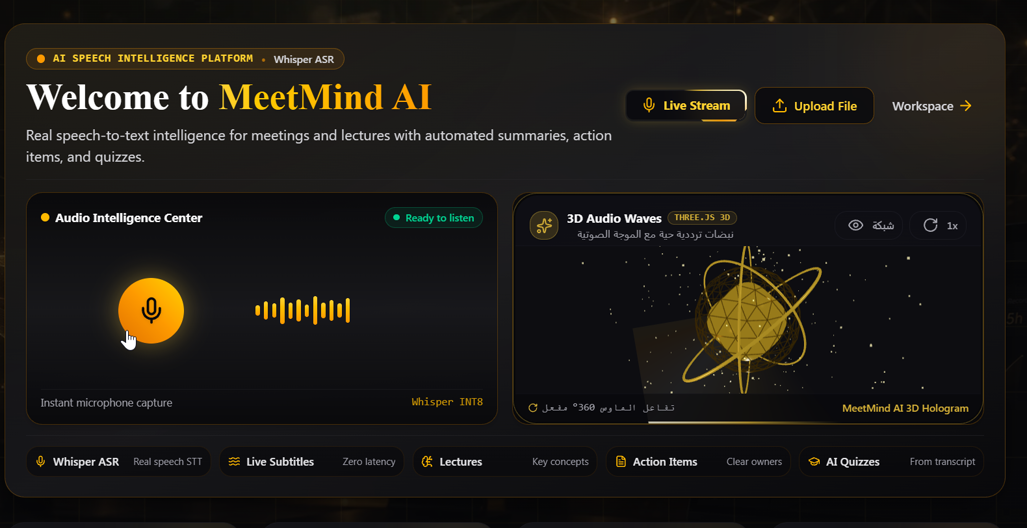 AI SPEECH INTELLIGENCE PLATFORM • Whisper ASR
Welcome to MeetMind AI
Real speech-to-text intelligence for meetings and lectures with automated summaries, action
items, and quizzes.
Live Stream
Upload File
Workspace
Audio Intelligence Center
Ready to listen
Instant microphone capture
Whisper INT8
3D Audio Waves
THREE.JS 3D
نبضات ترددية حية مع الموجة الصوتية
شبكة
1x
تفاعل الماوس 360° مفعل
MeetMind AI 3D Hologram
Whisper ASR
Real speech STT
Live Subtitles
Zero latency
Lectures
Key concepts
Action Items
Clear owners
AI Quizzes
From transcript